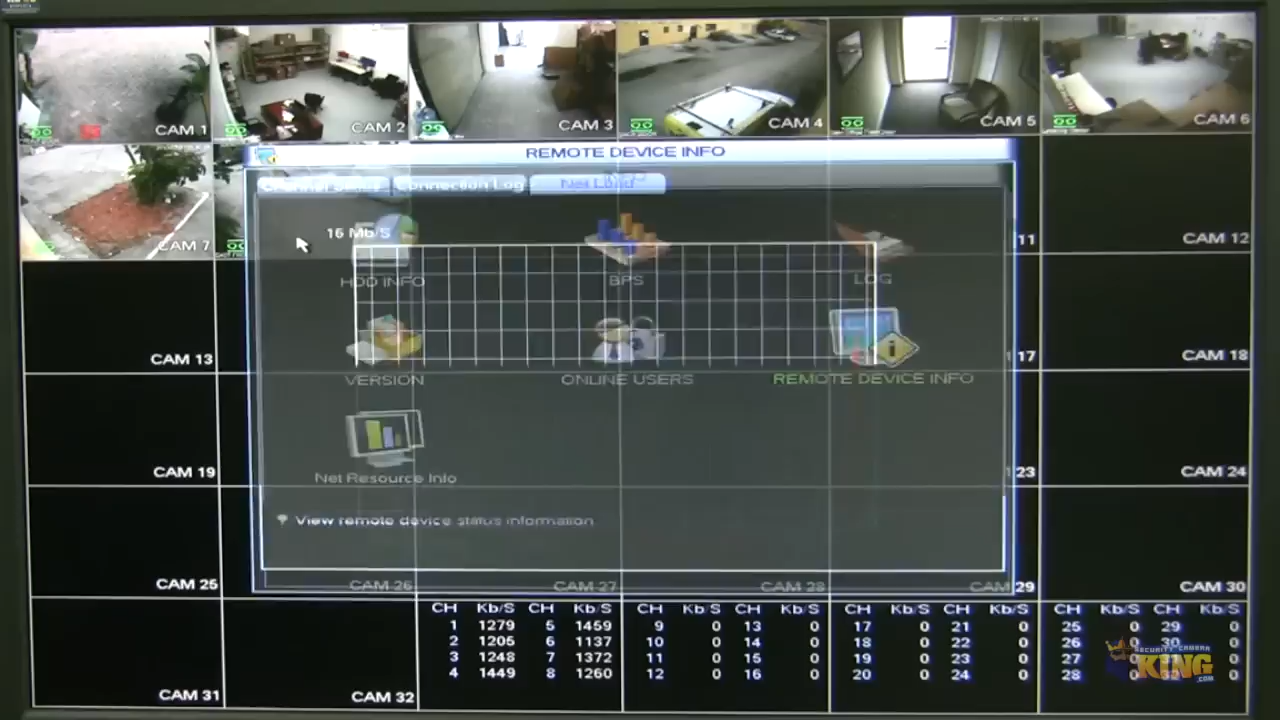 CAM 1
CAM 2
CAM 3
CAM 4
CAM 5
CAM 6
REMOTE DEVICE INFO
Connection Log
Net Load
CAM 7
16 Mb/S
11
CAM 12
HDD INFO
BPS
LOG
CAM 13
17
CAM 18
VERSION
ONLINE USERS
REMOTE DEVICE INFO
CAM 19
23
CAM 24
Net Resource Info
View remote device status information
CAM 25
CAM 26
CAM 27
CAM 28
CAM 29
CAM 30
CH Kb/S CH Kb/S CH Kb/S CH Kb/S CH Kb/S CH Kb/S CH Kb/S CH Kb/S
1 1279 5 1459 9 0 13 0 17 0 21 0 25 0 29 0
2 1205 6 1137 10 0 14 0 18 0 22 0 26 0 30 0
3 1248 7 1372 11 0 15 0 19 0 23 0 27 0
4 1449 8 1260 12 0 16 0 20 0 24 0 28 0
SECURITY CAMERA
KING
.COM
CAM 31
CAM 32